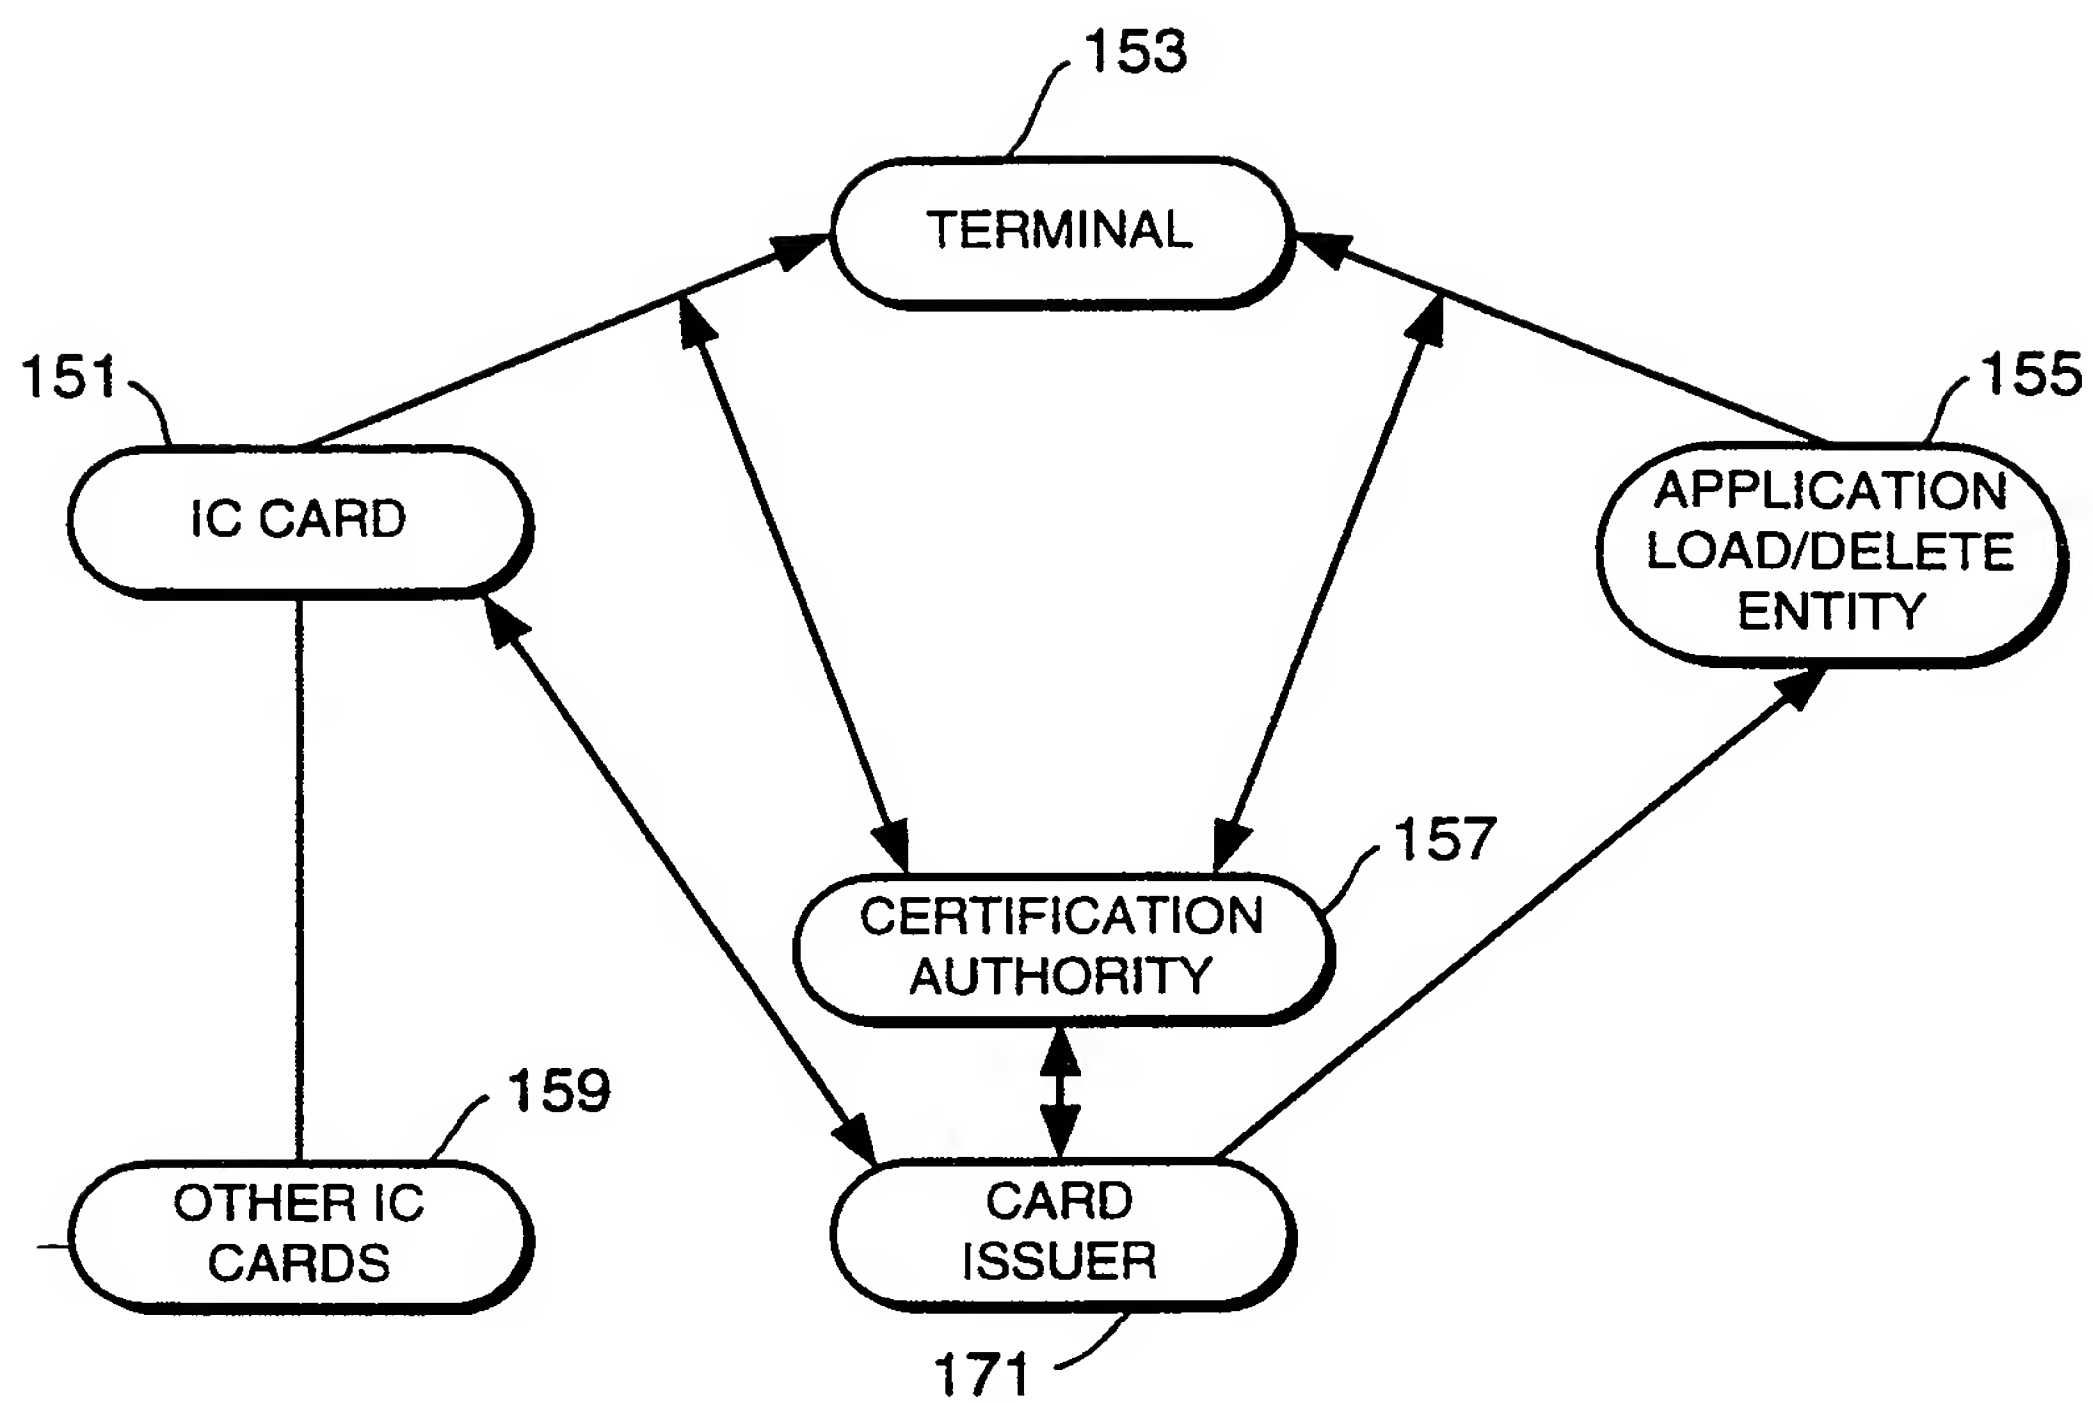 153
TERMINAL
151
155
IC CARD
APPLICATION
LOAD/DELETE
ENTITY
157
CERTIFICATION
AUTHORITY
159
OTHER IC
CARDS
CARD
ISSUER
171